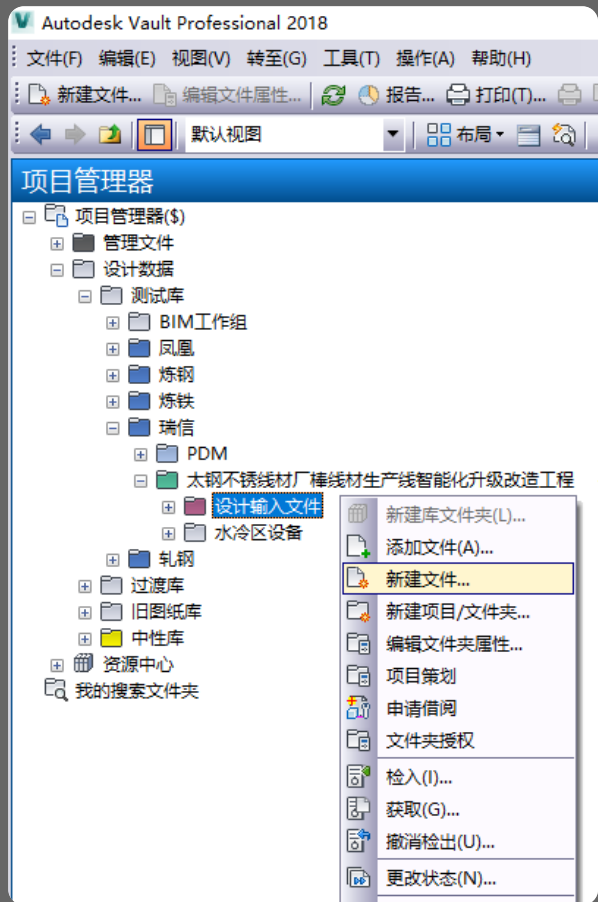 Autodesk Vault Professional 2018
文件(F) 编辑(E) 视图(V) 转至(G) 工具(T) 操作(A) 帮助(H)
新建文件... 编辑文件属性... 报告... 打印(T)...
默认视图 布局
项目管理器
项目管理器($)
管理文件
设计数据
测试库
BIM工作组
凤凰
炼钢
炼铁
瑞信
PDM
太钢不锈线材厂棒线材生产线智能化升级改造工程
设计输入文件
水冷区设备
轧钢
过渡库
旧图纸库
中性库
资源中心
我的搜索文件夹
新建库文件夹(L)...
添加文件(A)...
新建文件...
新建项目/文件夹...
编辑文件夹属性...
项目策划
申请借阅
文件夹授权
检入(I)...
获取(G)...
撤消检出(U)...
更改状态(N)...